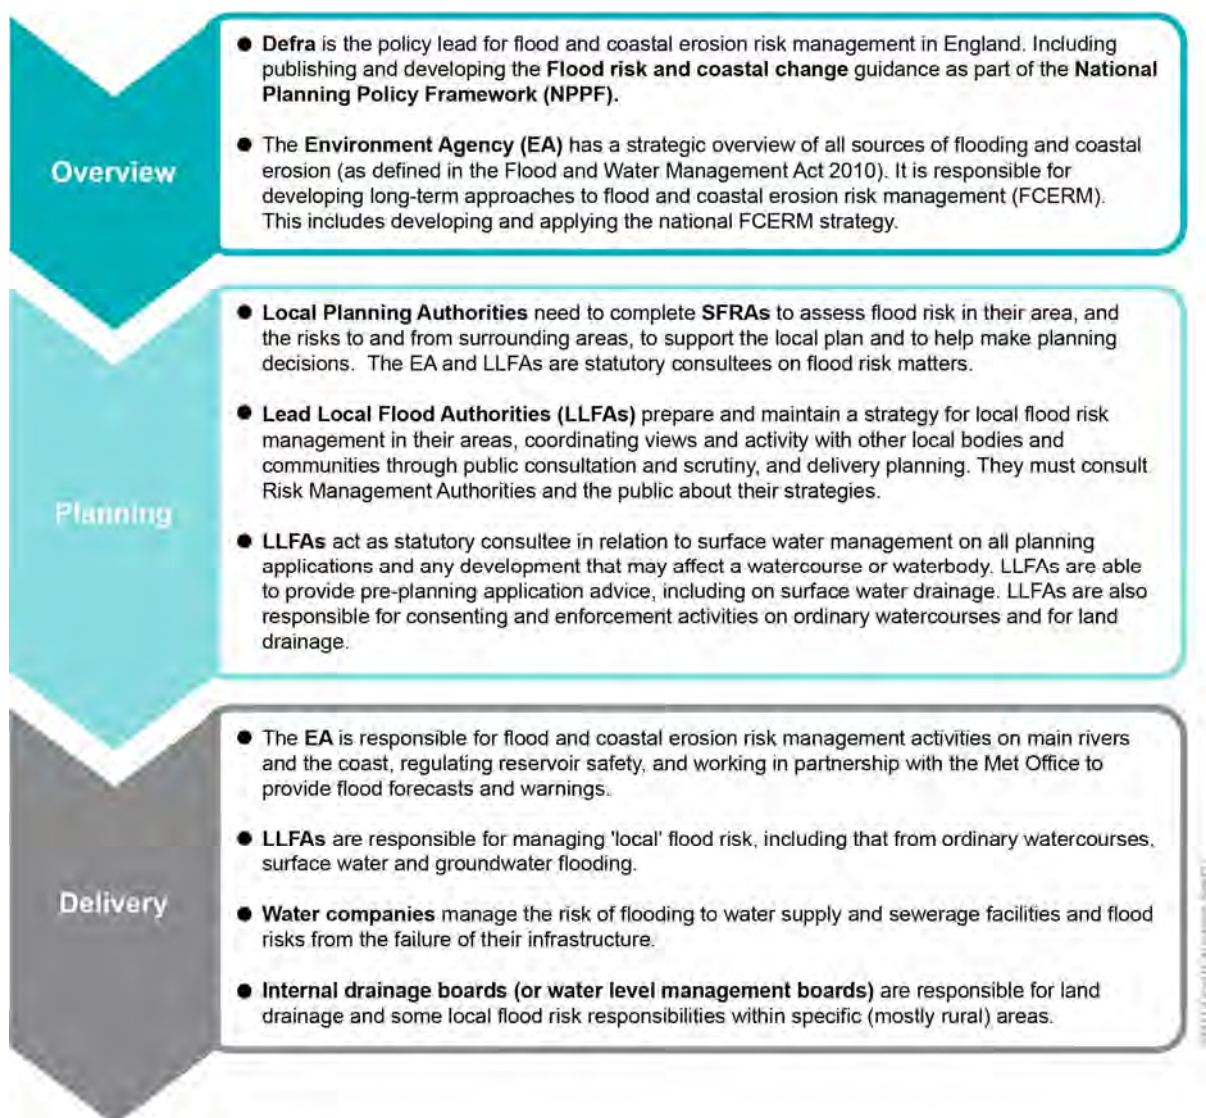 Overview
● Defra is the policy lead for flood and coastal erosion risk management in England. Including
publishing and developing the Flood risk and coastal change guidance as part of the National
Planning Policy Framework (NPPF).
● The Environment Agency (EA) has a strategic overview of all sources of flooding and coastal
erosion (as defined in the Flood and Water Management Act 2010). It is responsible for
developing long-term approaches to flood and coastal erosion risk management (FCERM).
This includes developing and applying the national FCERM strategy.
Planning
● Local Planning Authorities need to complete SFRAs to assess flood risk in their area, and
the risks to and from surrounding areas, to support the local plan and to help make planning
decisions. The EA and LLFAs are statutory consultees on flood risk matters.
● Lead Local Flood Authorities (LLFAs) prepare and maintain a strategy for local flood risk
management in their areas, coordinating views and activity with other local bodies and
communities through public consultation and scrutiny, and delivery planning. They must consult
Risk Management Authorities and the public about their strategies.
● LLFAs act as statutory consultee in relation to surface water management on all planning
applications and any development that may affect a watercourse or waterbody. LLFAs are able
to provide pre-planning application advice, including on surface water drainage. LLFAs are also
responsible for consenting and enforcement activities on ordinary watercourses and for land
drainage.
Delivery
● The EA is responsible for flood and coastal erosion risk management activities on main rivers
and the coast, regulating reservoir safety, and working in partnership with the Met Office to
provide flood forecasts and warnings.
● LLFAs are responsible for managing 'local' flood risk, including that from ordinary watercourses,
surface water and groundwater flooding.
● Water companies manage the risk of flooding to water supply and sewerage facilities and flood
risks from the failure of their infrastructure.
● Internal drainage boards (or water level management boards) are responsible for land
drainage and some local flood risk responsibilities within specific (mostly rural) areas.